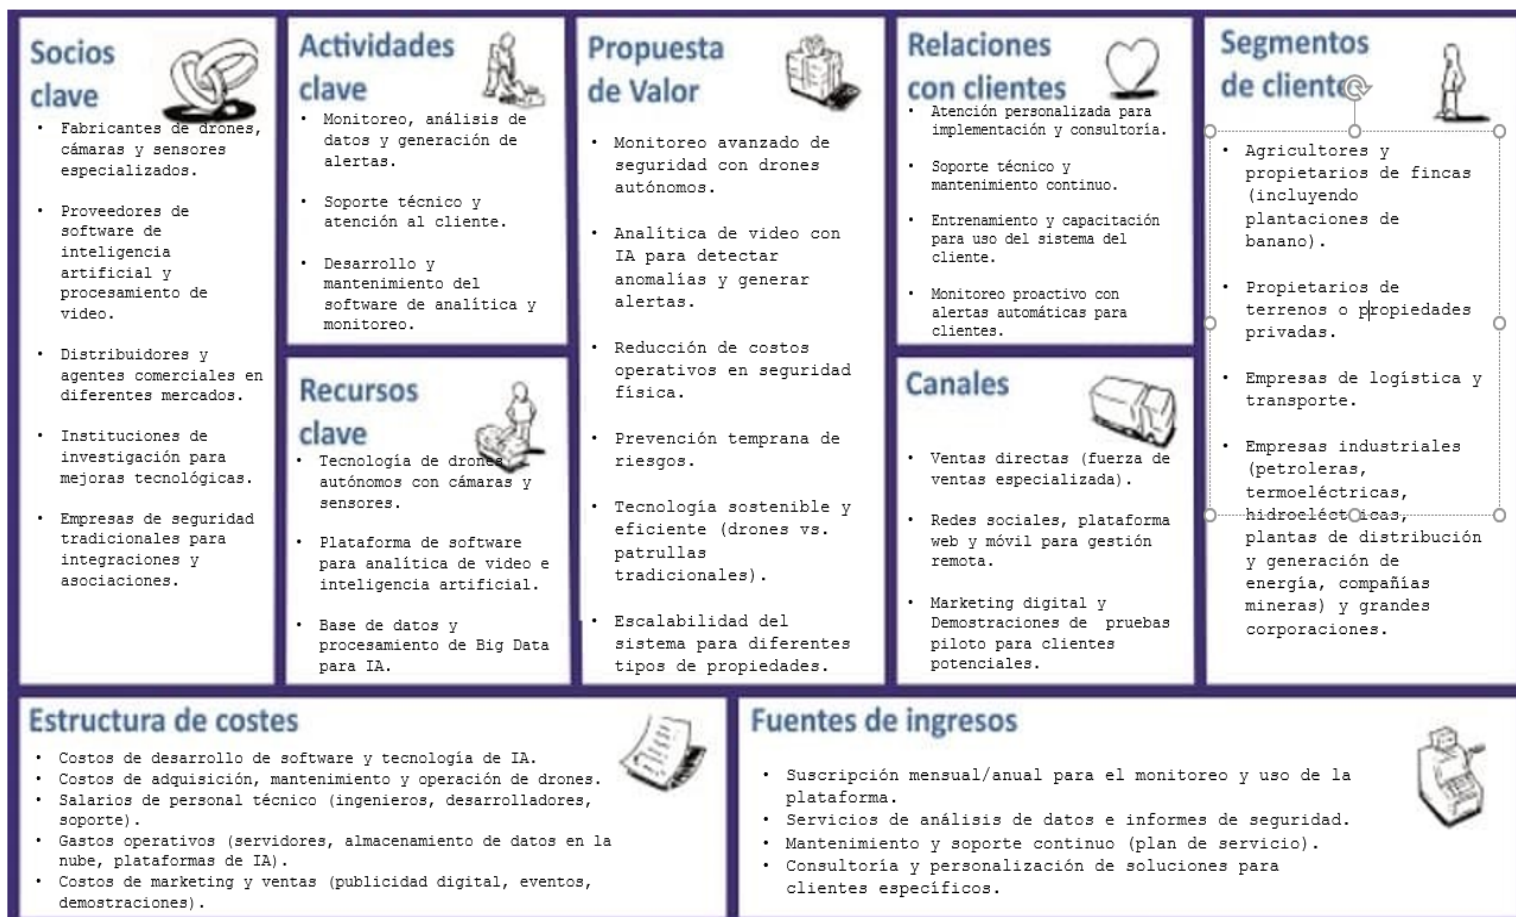 Socios
clave
• Fabricantes de drones,
cámaras y sensores
especializados.
• Proveedores de
software de
inteligencia
artificial y
procesamiento de
video.
• Distribuidores y
agentes comerciales en
diferentes mercados.
• Instituciones de
investigación para
mejoras tecnológicas.
• Empresas de seguridad
tradicionales para
integraciones y
asociaciones.
Actividades
clave
• Monitoreo, análisis de
datos y generación de
alertas.
• Soporte técnico y
atención al cliente.
• Desarrollo y
mantenimiento del
software de analítica y
monitoreo.
Recursos
clave
• Tecnología de drones
autónomos con cámaras y
sensores.
• Plataforma de software
para analítica de video e
inteligencia artificial.
• Base de datos y
procesamiento de Big Data
para IA.
Propuesta
de Valor
• Monitoreo avanzado de
seguridad con drones
autónomos.
• Analítica de video con
IA para detectar
anomalías y generar
alertas.
• Reducción de costos
operativos en seguridad
física.
• Prevención temprana de
riesgos.
• Tecnología sostenible y
eficiente (drones vs.
patrullas
tradicionales).
• Escalabilidad del
sistema para diferentes
tipos de propiedades.
Relaciones
con clientes
• Atención personalizada para
implementación y consultoría.
• Soporte técnico y
mantenimiento continuo.
• Entrenamiento y capacitación
para uso del sistema del
cliente.
• Monitoreo proactivo con
alertas automáticas para
clientes.
Canales
• Ventas directas (fuerza de
ventas especializada).
• Redes sociales, plataforma
web y móvil para gestión
remota.
• Marketing digital y
Demostraciones de pruebas
piloto para clientes
potenciales.
Segmentos
de cliente
• Agricultores y
propietarios de fincas
(incluyendo
plantaciones de
banano).
• Propietarios de
terrenos o propiedades
privadas.
• Empresas de logística y
transporte.
• Empresas industriales
(petroleras,
termoeléctricas,
hidroeléctricas,
plantas de distribución
y generación de
energía, compañías
mineras) y grandes
corporaciones.
Estructura de costes
• Costos de desarrollo de software y tecnología de IA.
• Costos de adquisición, mantenimiento y operación de drones.
• Salarios de personal técnico (ingenieros, desarrolladores,
soporte).
• Gastos operativos (servidores, almacenamiento de datos en la
nube, plataformas de IA).
• Costos de marketing y ventas (publicidad digital, eventos,
demostraciones).
Fuentes de ingresos
• Suscripción mensual/anual para el monitoreo y uso de la
plataforma.
• Servicios de análisis de datos e informes de seguridad.
• Mantenimiento y soporte continuo (plan de servicio).
• Consultoría y personalización de soluciones para
clientes específicos.